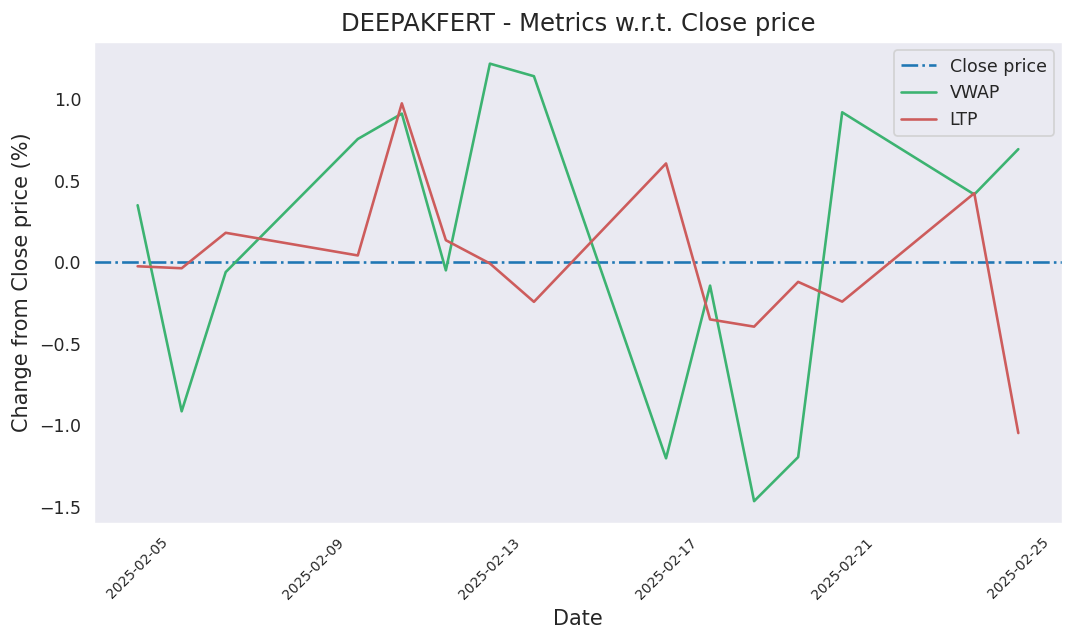 DEEPAKFERT - Metrics w.r.t. Close price
Close price
VWAP
LTP
Change from Close price (%)
1.0
0.5
0.0
−0.5
−1.0
−1.5
2025-02-05
2025-02-09
2025-02-13
2025-02-17
2025-02-21
2025-02-25
Date